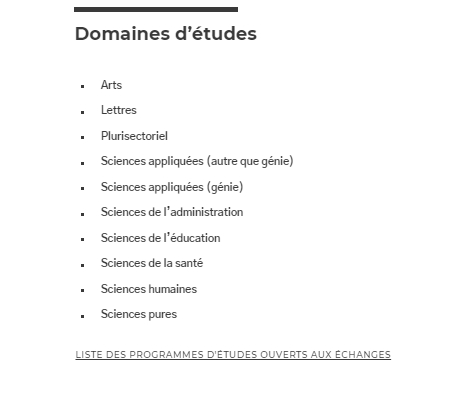 Domaines d’études
Arts
Lettres
Plurisectoriel
Sciences appliquées (autre que génie)
Sciences appliquées (génie)
Sciences de l’administration
Sciences de l’éducation
Sciences de la santé
Sciences humaines
Sciences pures
LISTE DES PROGRAMMES D'ÉTUDES OUVERTS AUX ÉCHANGES